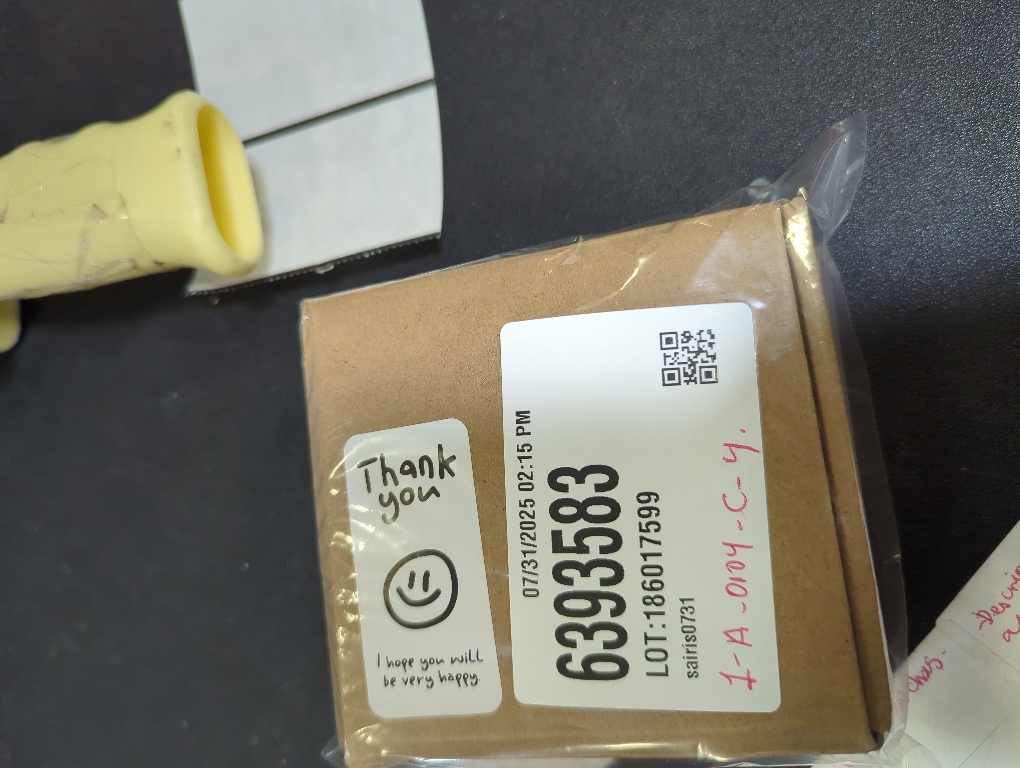 Thank
you
I hope you will
be very happy.
07/31/2025 02:15 PM
6393583
LOT:186017599
sairis0731
1-A-0104-C-4.